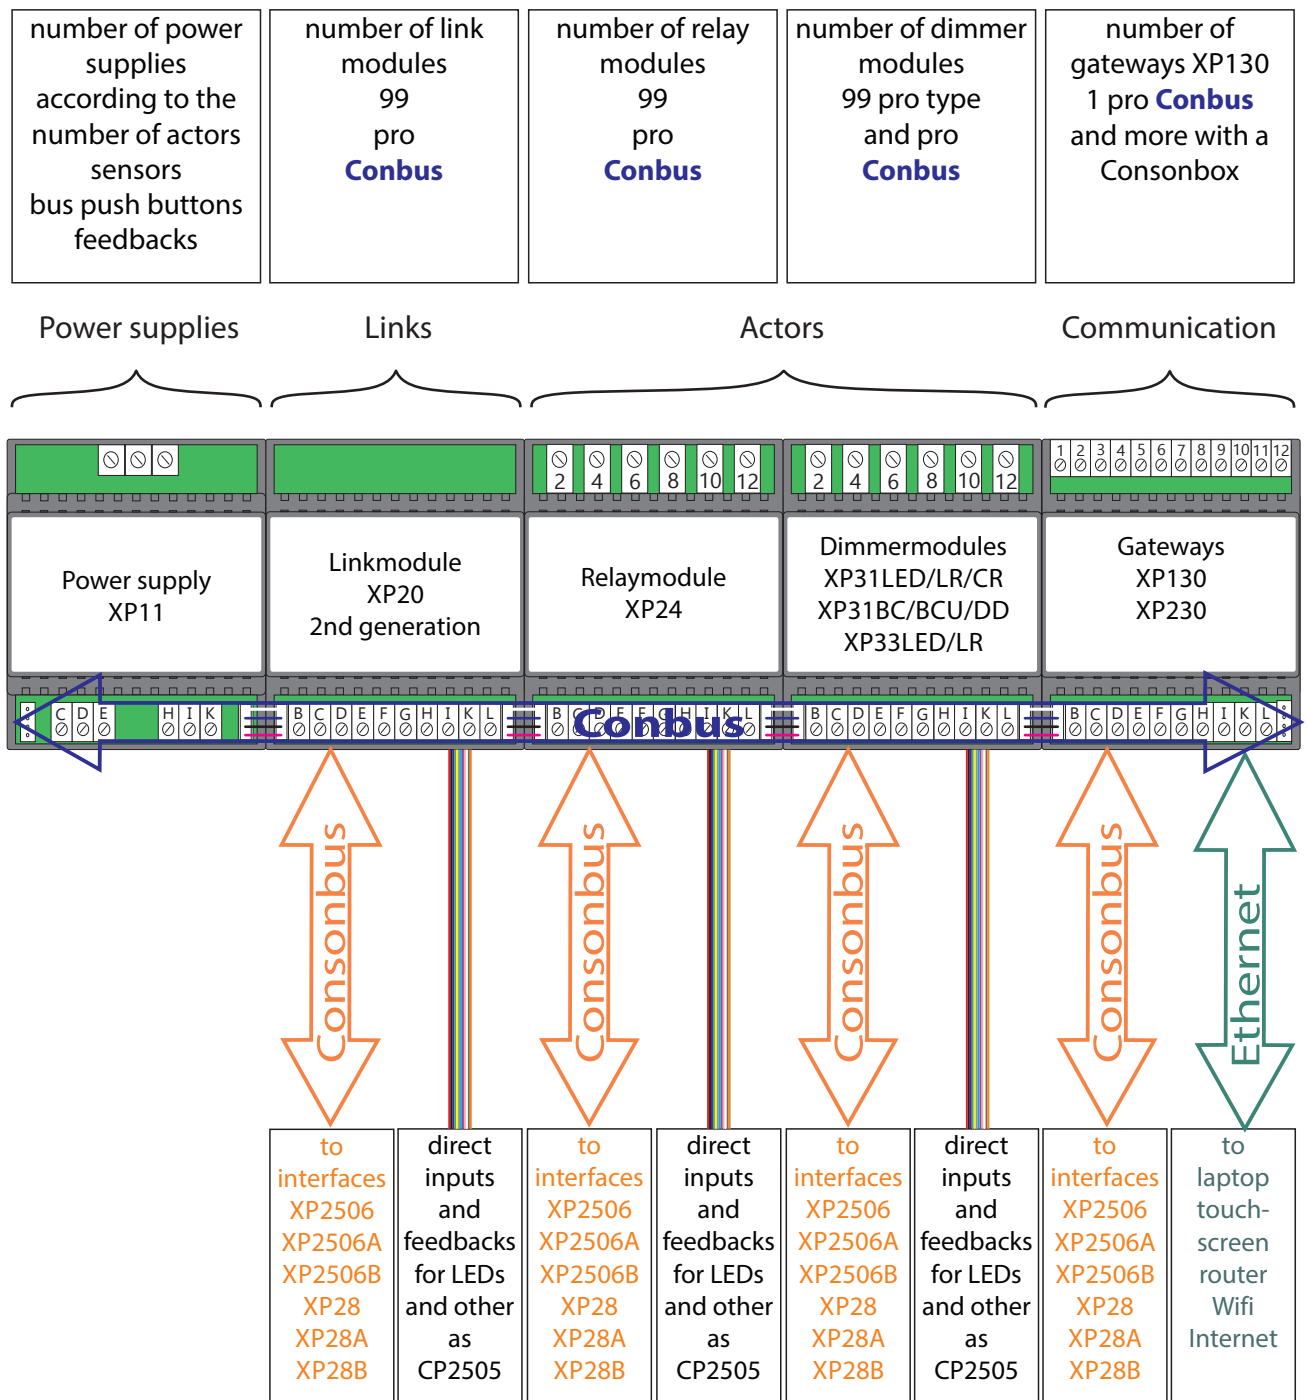 number of power
supplies
according to the
number of actors
sensors
bus push buttons
feedbacks
number of link
modules
99
pro
Conbus
number of relay
modules
99
pro
Conbus
number of dimmer
modules
99 pro type
and pro
Conbus
number of
gateways XP130
1 pro Conbus
and more with a
Consonbox
Power supplies
Links
Actors
Communication
2 4 6 8 10 12
2 4 6 8 10 12
1 2 3 4 5 6 7 8 9 10 11 12
Power supply
XP11
Linkmodule
XP20
2nd generation
Relaymodule
XP24
Dimmermodules
XP31LED/LR/CR
XP31BC/BCU/DD
XP33LED/LR
Gateways
XP130
XP230
C D E H I K
B C D E F G H I K L
B C D E F G H I K L
B C D E F G H I K L
B C D E F G H I K L
Conbus
Consonbus
Consonbus
Consonbus
Consonbus
Ethernet
to
interfaces
XP2506
XP2506A
XP2506B
XP28
XP28A
XP28B
direct
inputs
and
feedbacks
for LEDs
and other
as
CP2505
to
interfaces
XP2506
XP2506A
XP2506B
XP28
XP28A
XP28B
direct
inputs
and
feedbacks
for LEDs
and other
as
CP2505
to
interfaces
XP2506
XP2506A
XP2506B
XP28
XP28A
XP28B
direct
inputs
and
feedbacks
for LEDs
and other
as
CP2505
to
interfaces
XP2506
XP2506A
XP2506B
XP28
XP28A
XP28B
to
laptop
touch-
screen
router
Wifi
Internet